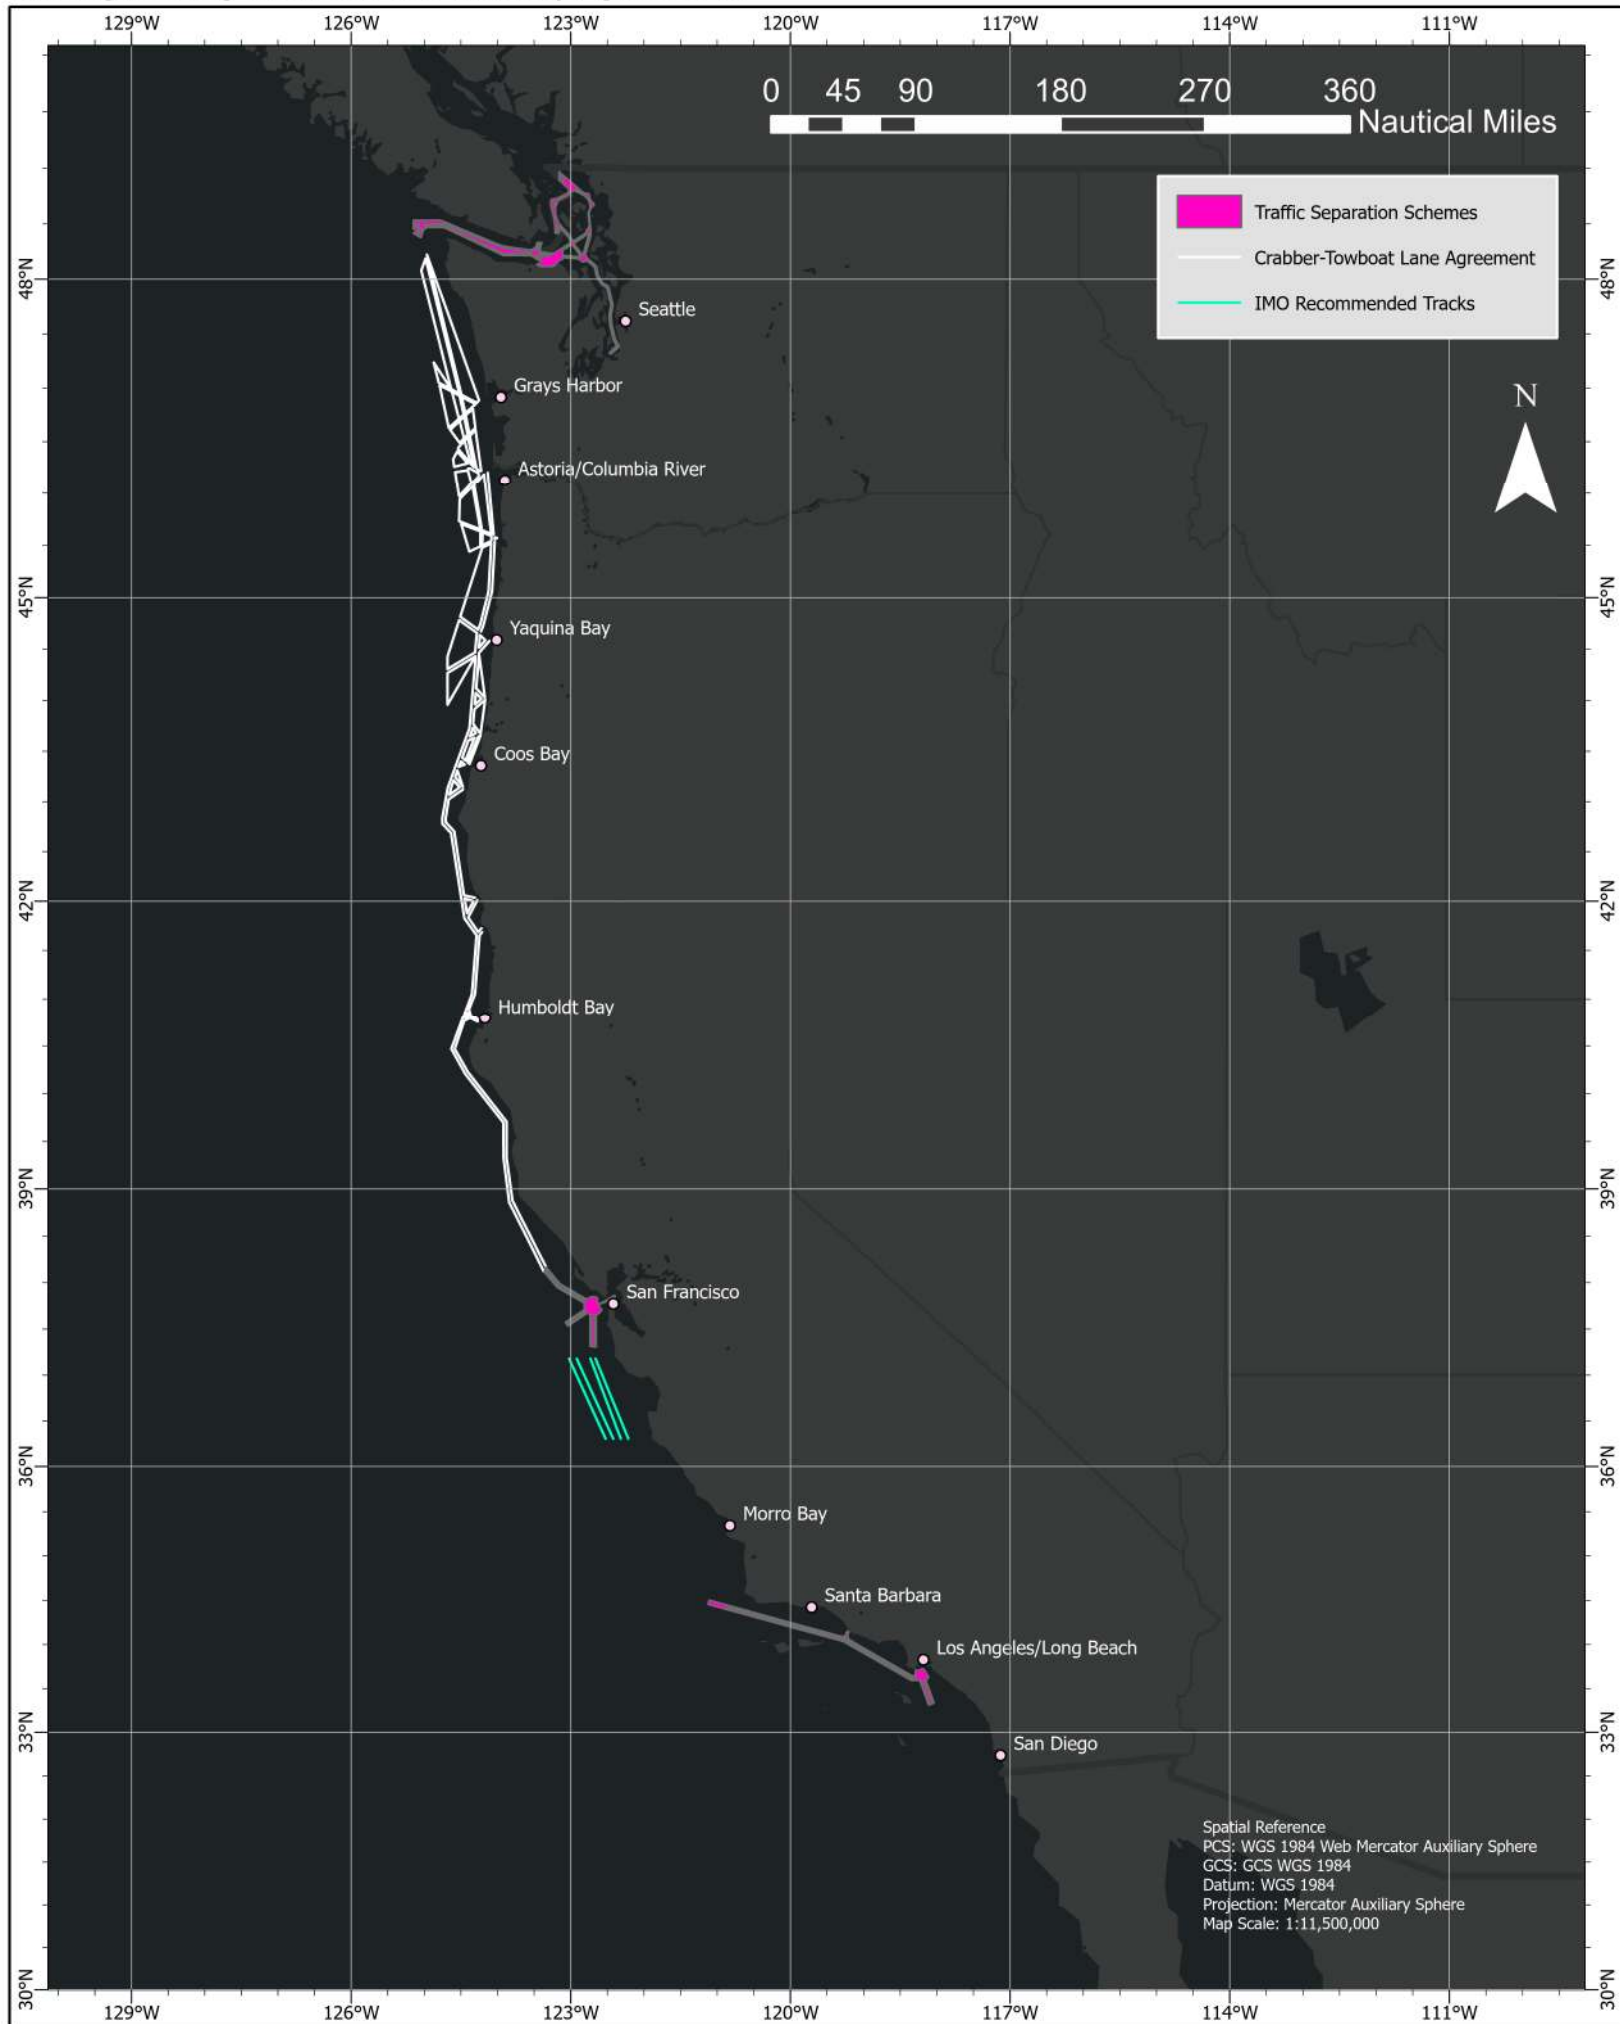 129°W 126°W 123°W 120°W 117°W 114°W 111°W
0 45 90 180 270 360
Nautical Miles
Traffic Separation Schemes
Crabber-Towboat Lane Agreement
IMO Recommended Tracks
48°N 48°N
Seattle
Grays Harbor
N
Astoria/Columbia River
45°N 45°N
Yaquina Bay
Coos Bay
42°N 42°N
Humboldt Bay
39°N 39°N
San Francisco
36°N 36°N
Morro Bay
Santa Barbara
Los Angeles/Long Beach
33°N 33°N
San Diego
Spatial Reference
PCS: WGS 1984 Web Mercator Auxiliary Sphere
GCS: GCS WGS 1984
Datum: WGS 1984
Projection: Mercator Auxiliary Sphere
Map Scale: 1:11,500,000
30°N 30°N
129°W 126°W 123°W 120°W 117°W 114°W 111°W